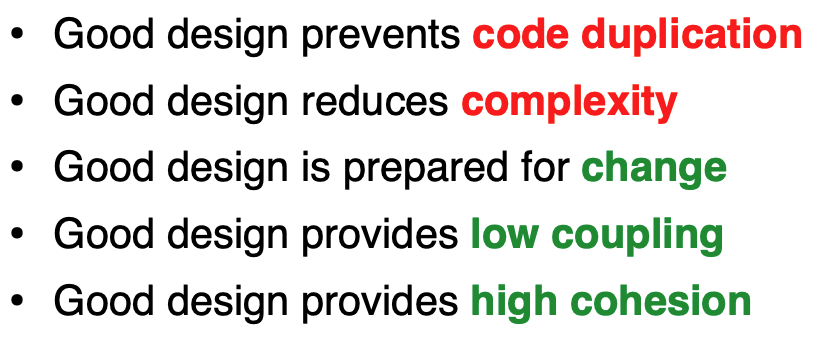 • Good design prevents code duplication
• Good design reduces complexity
• Good design is prepared for change
• Good design provides low coupling
• Good design provides high cohesion